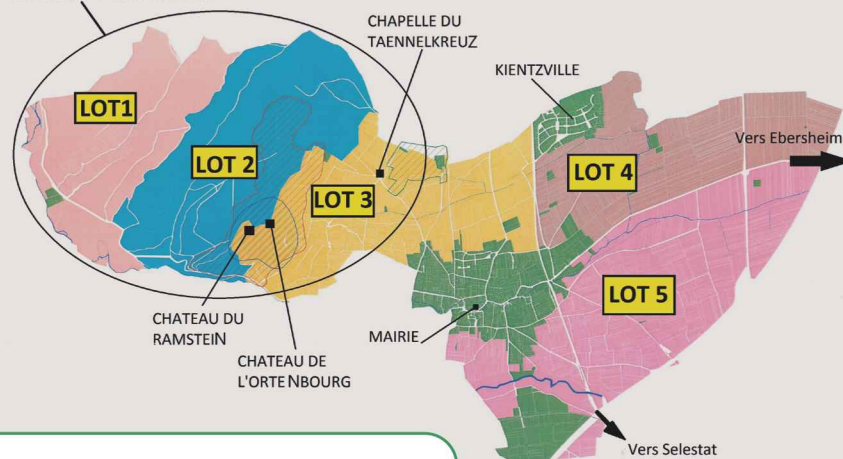 CHAPELLE DU
TAENNELKREUZ
KIENTZVILLE
LOT1
Vers Ebersheim
LOT 2
LOT 4
LOT 3
LOT 5
CHATEAU DU
RAMSTEIN
MAIRIE
CHATEAU DE
L'ORTENBOURG
Vers Selestat